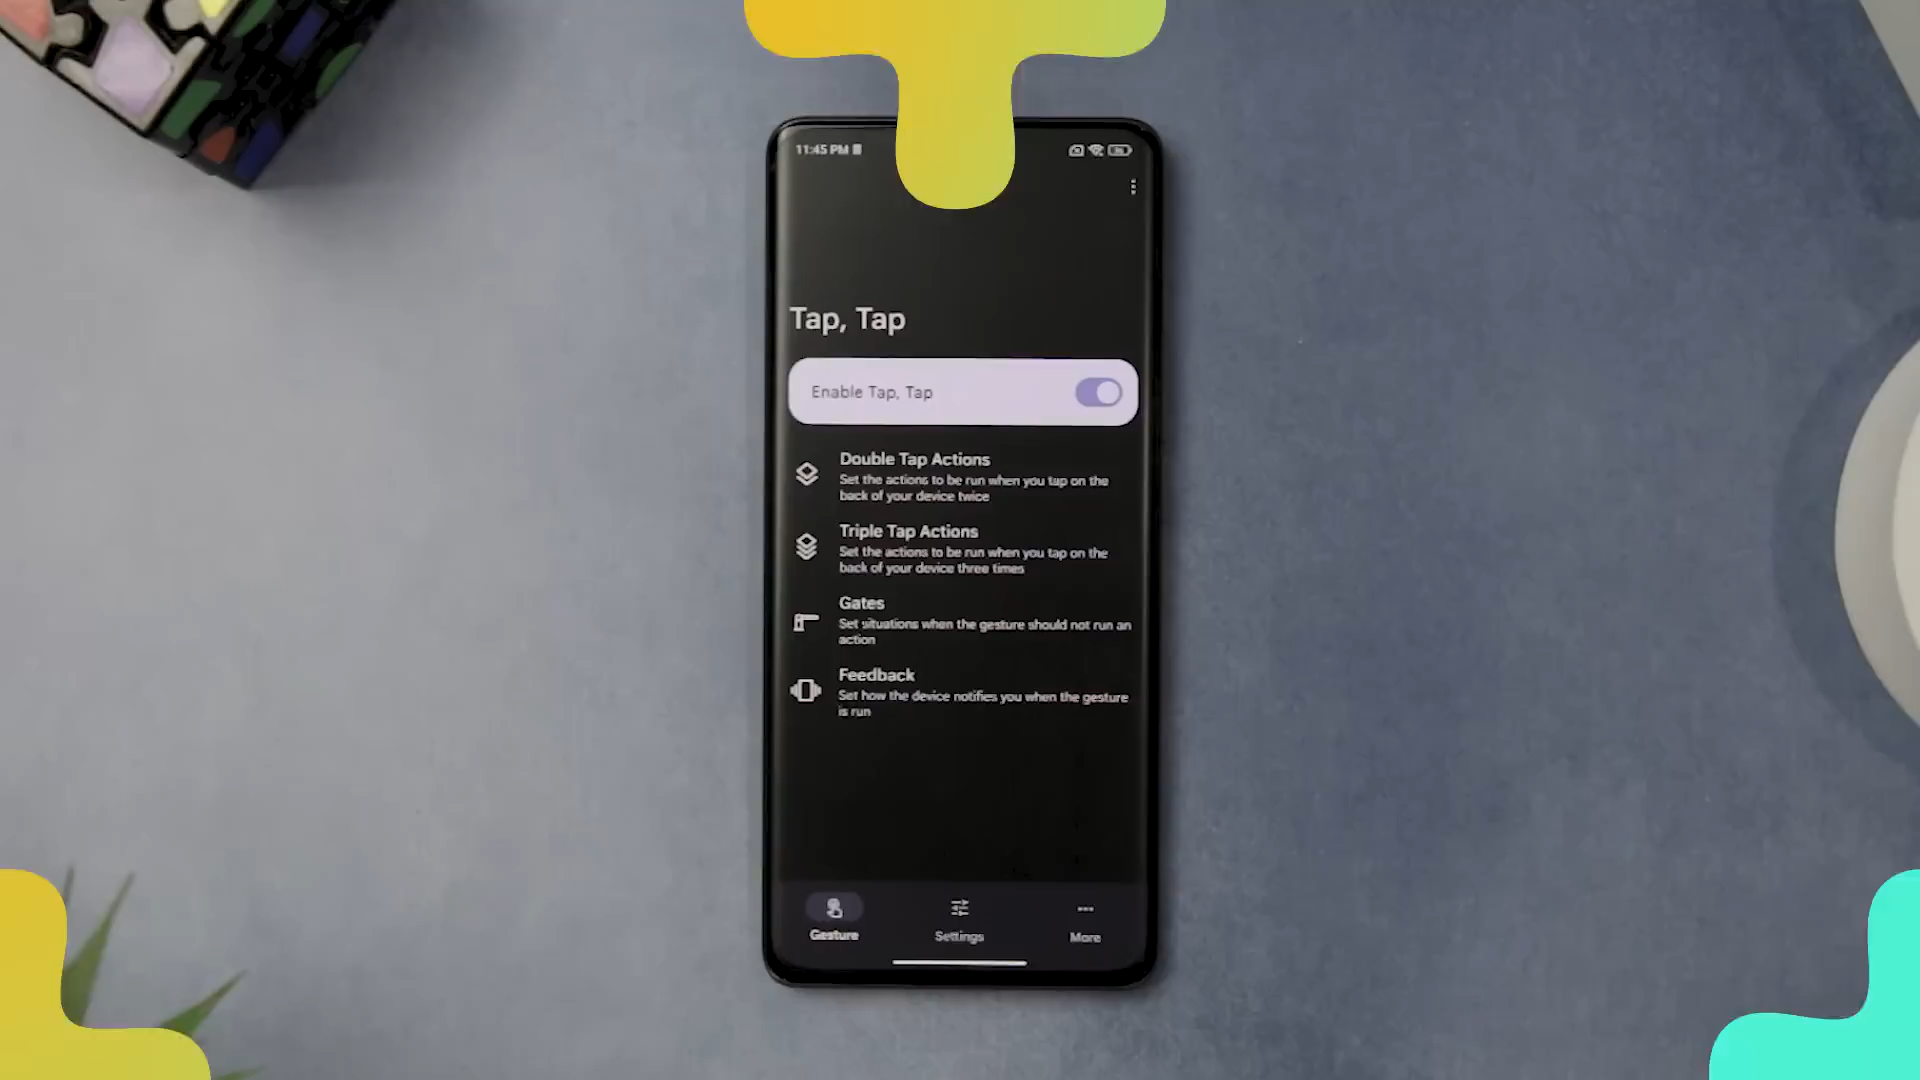 11:45 PM
Tap, Tap
Enable Tap, Tap
Double Tap Actions
Set the actions to be run when you tap on the
back of your device twice
Triple Tap Actions
Set the actions to be run when you tap on the
back of your device three times
Gates
Set situations when the gesture should not run an
action
Feedback
Set how the device notifies you when the gesture
is run
Gesture
Settings
More